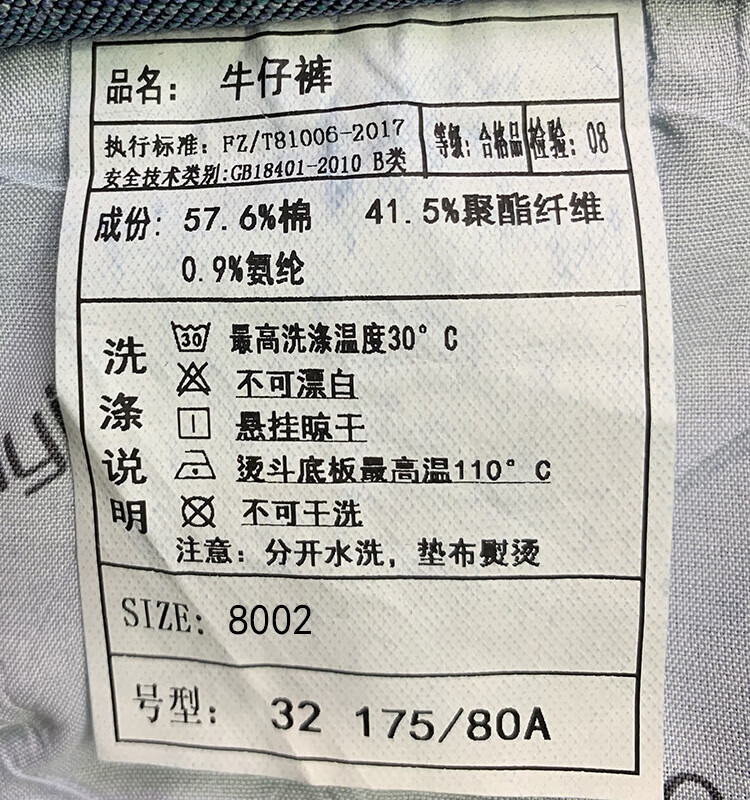 品名：牛仔裤
执行标准：FZ/T81006-2017
安全技术类别:GB18401-2010 B类
等级：合格品
检验：08
成份：57.6%棉 41.5%聚酯纤维
0.9%氨纶
洗涤说明
30 最高洗涤温度30°C
不可漂白
悬挂晾干
烫斗底板最高温110°C
不可干洗
注意：分开水洗，垫布熨烫
SIZE: 8002
号型：32 175/80A